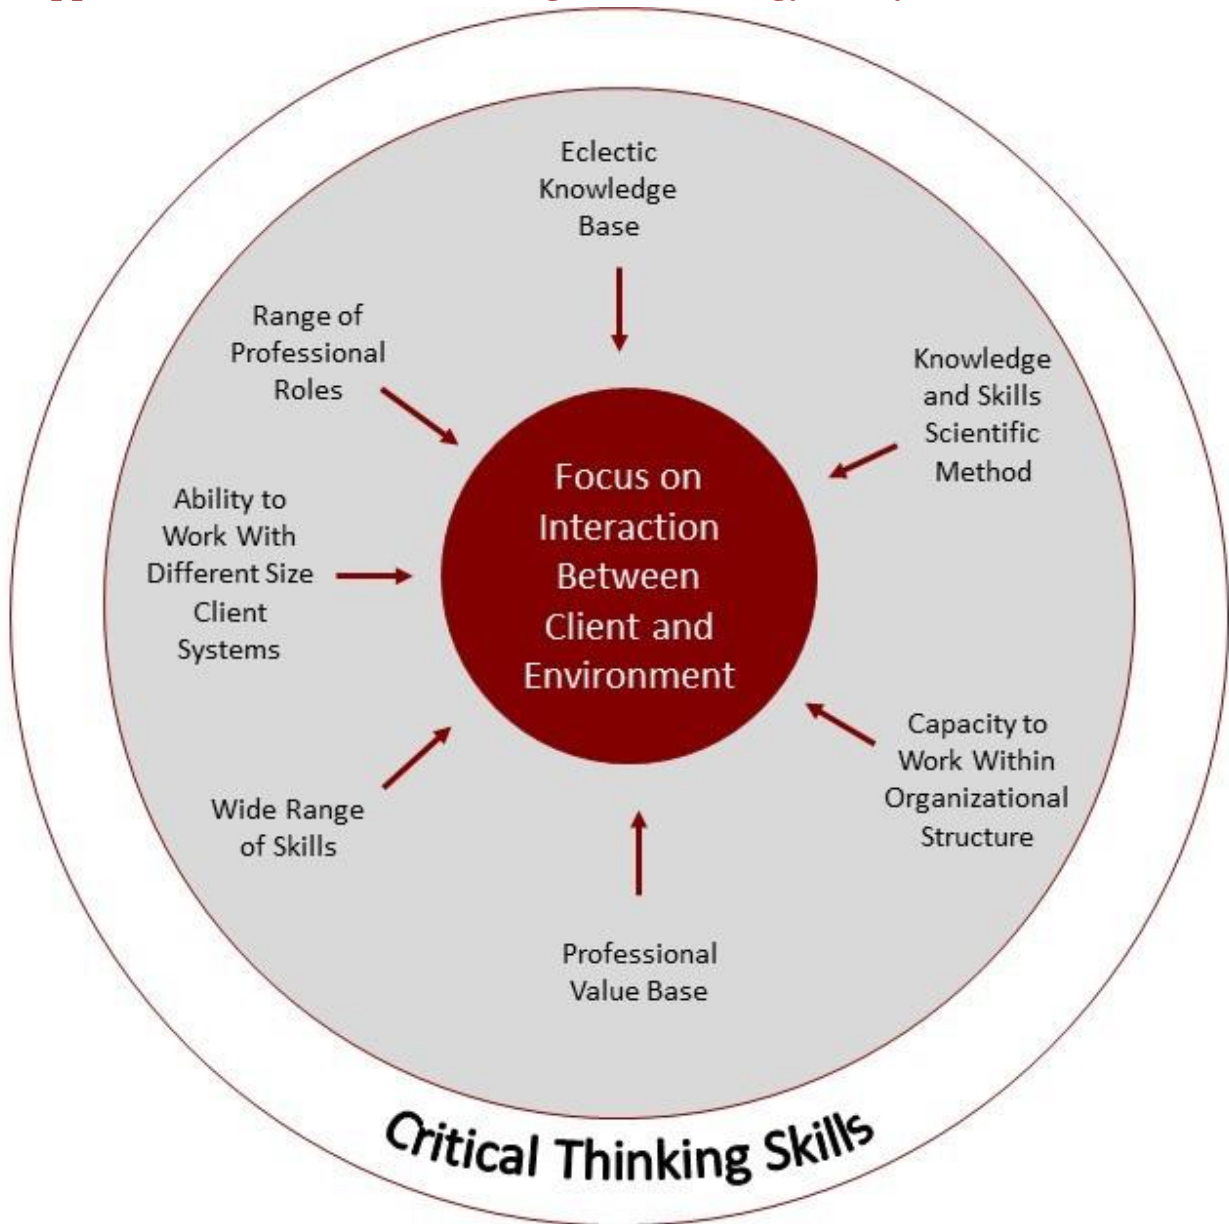 Eclectic
Knowledge
Base
Range of
Professional
Roles
Knowledge
and Skills
Scientific
Method
Focus on
Interaction
Between
Client and
Environment
Ability to
Work With
Different Size
Client
Systems
Capacity to
Work Within
Organizational
Structure
Wide Range
of Skills
Professional
Value Base
Critical Thinking Skills